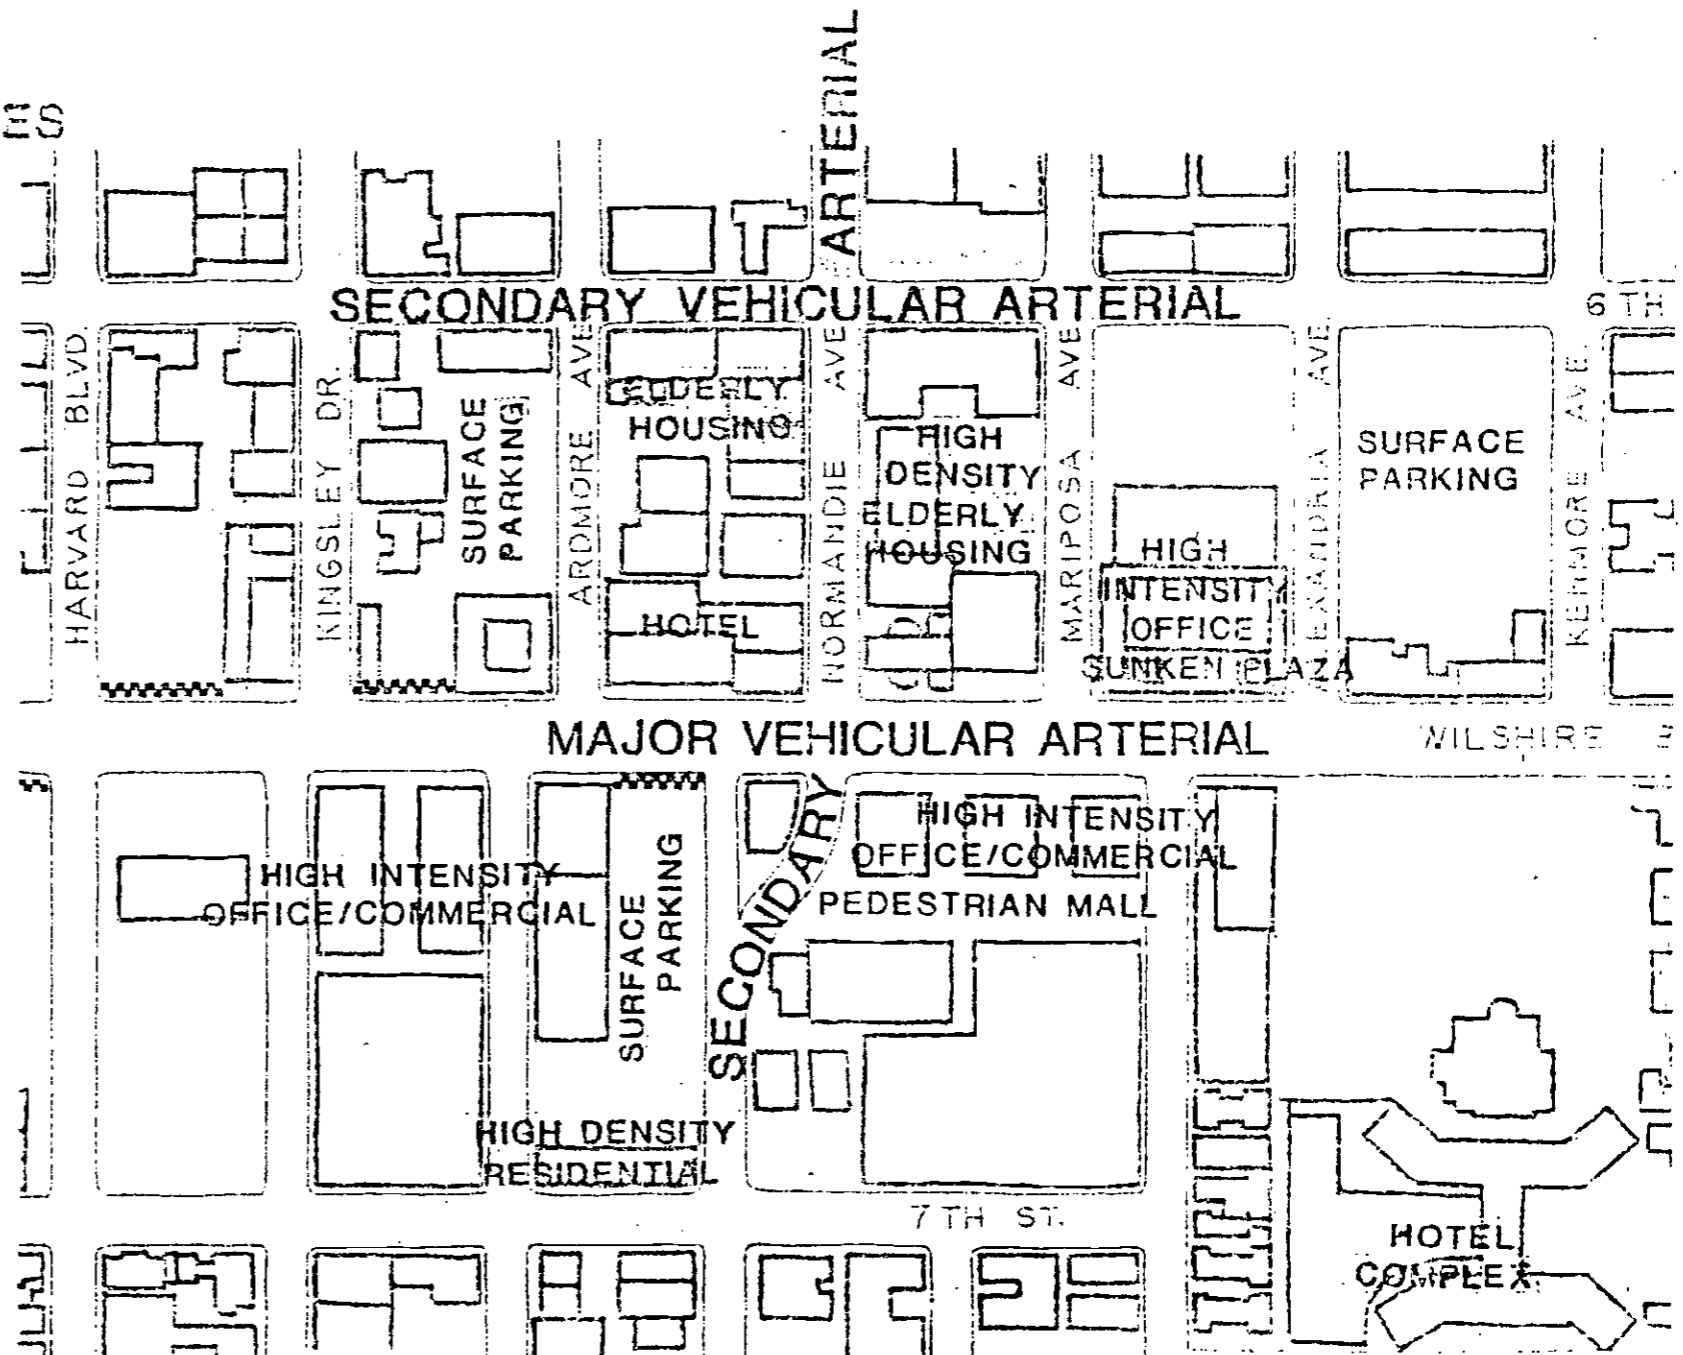 ES
ARTERIAL
SECONDARY VEHICULAR ARTERIAL
6 TH
HARVARD BLVD.
KINGSLEY DR.
SURFACE
PARKING
ARDMORE AVE
ELDERLY
HOUSING
HOTEL
NORMANDIE AVE
HIGH
DENSITY
ELDERLY
HOUSING
MARIPOSA AVE
HIGH
INTENSITY
OFFICE
SUNKEN PLAZA
ALEXANDRIA AVE.
SURFACE
PARKING
KENMORE AVE.
MAJOR VEHICULAR ARTERIAL
WILSHIRE B
HIGH INTENSITY
OFFICE/COMMERCIAL
SURFACE
PARKING
SECONDARY
HIGH INTENSITY
OFFICE/COMMERCIAL
PEDESTRIAN MALL
HIGH DENSITY
RESIDENTIAL
7 TH ST.
HOTEL
COMPLEX